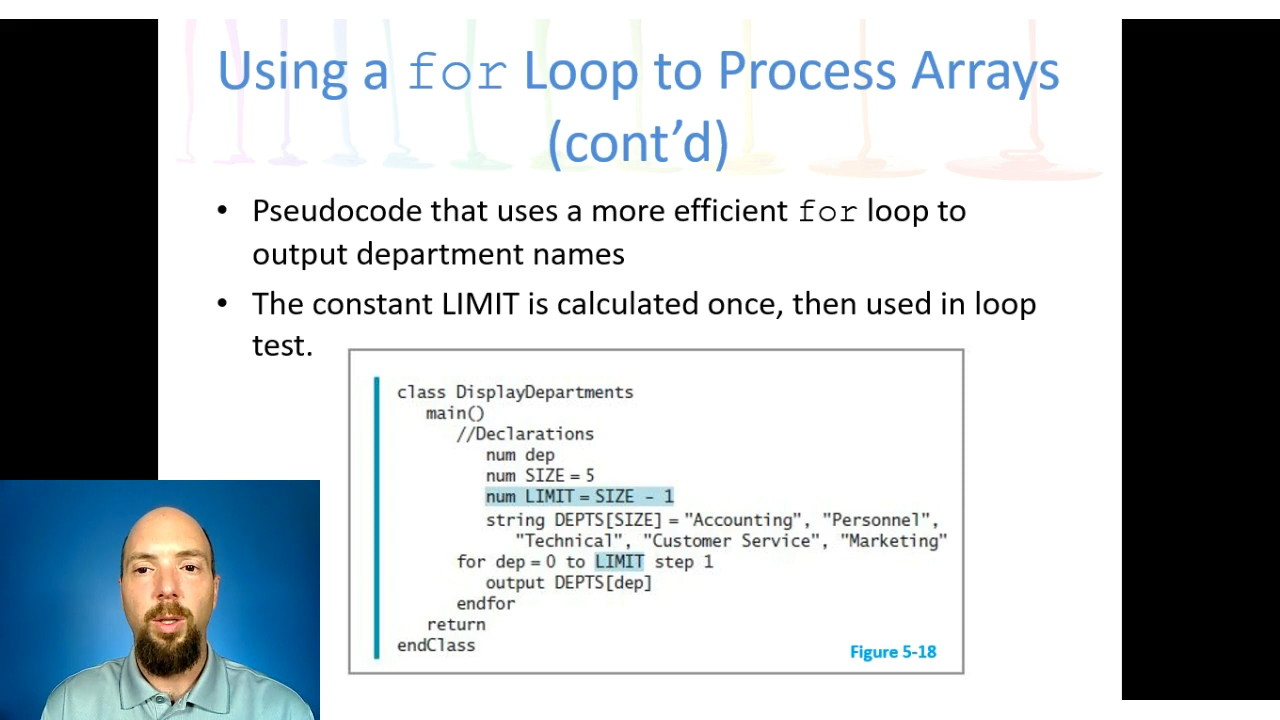 Using a for Loop to Process Arrays
(cont’d)
• Pseudocode that uses a more efficient for loop to
output department names
• The constant LIMIT is calculated once, then used in loop
test.
class DisplayDepartments
main()
//Declarations
num dep
num SIZE = 5
num LIMIT = SIZE - 1
string DEPTS[SIZE] = "Accounting", "Personnel",
"Technical", "Customer Service", "Marketing"
for dep = 0 to LIMIT step 1
output DEPTS[dep]
endfor
return
endClass
Figure 5-18